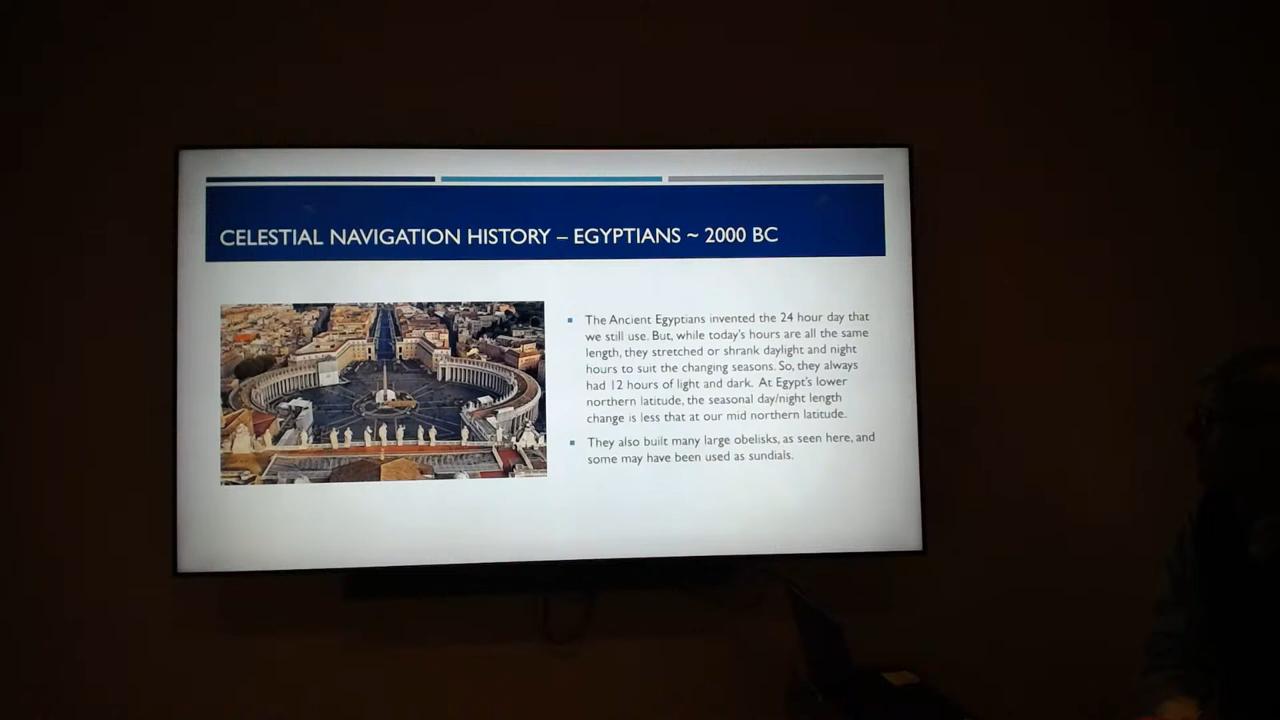 CELESTIAL NAVIGATION HISTORY – EGYPTIANS ~ 2000 BC
The Ancient Egyptians invented the 24 hour day that
we still use. But, while today's hours are all the same
length, they stretched or shrank daylight and night
hours to suit the changing seasons. So, they always
had 12 hours of light and dark. At Egypt's lower
northern latitude, the seasonal day/night length
change is less that at our mid northern latitude.
They also built many large obelisks, as seen here, and
some may have been used as sundials.